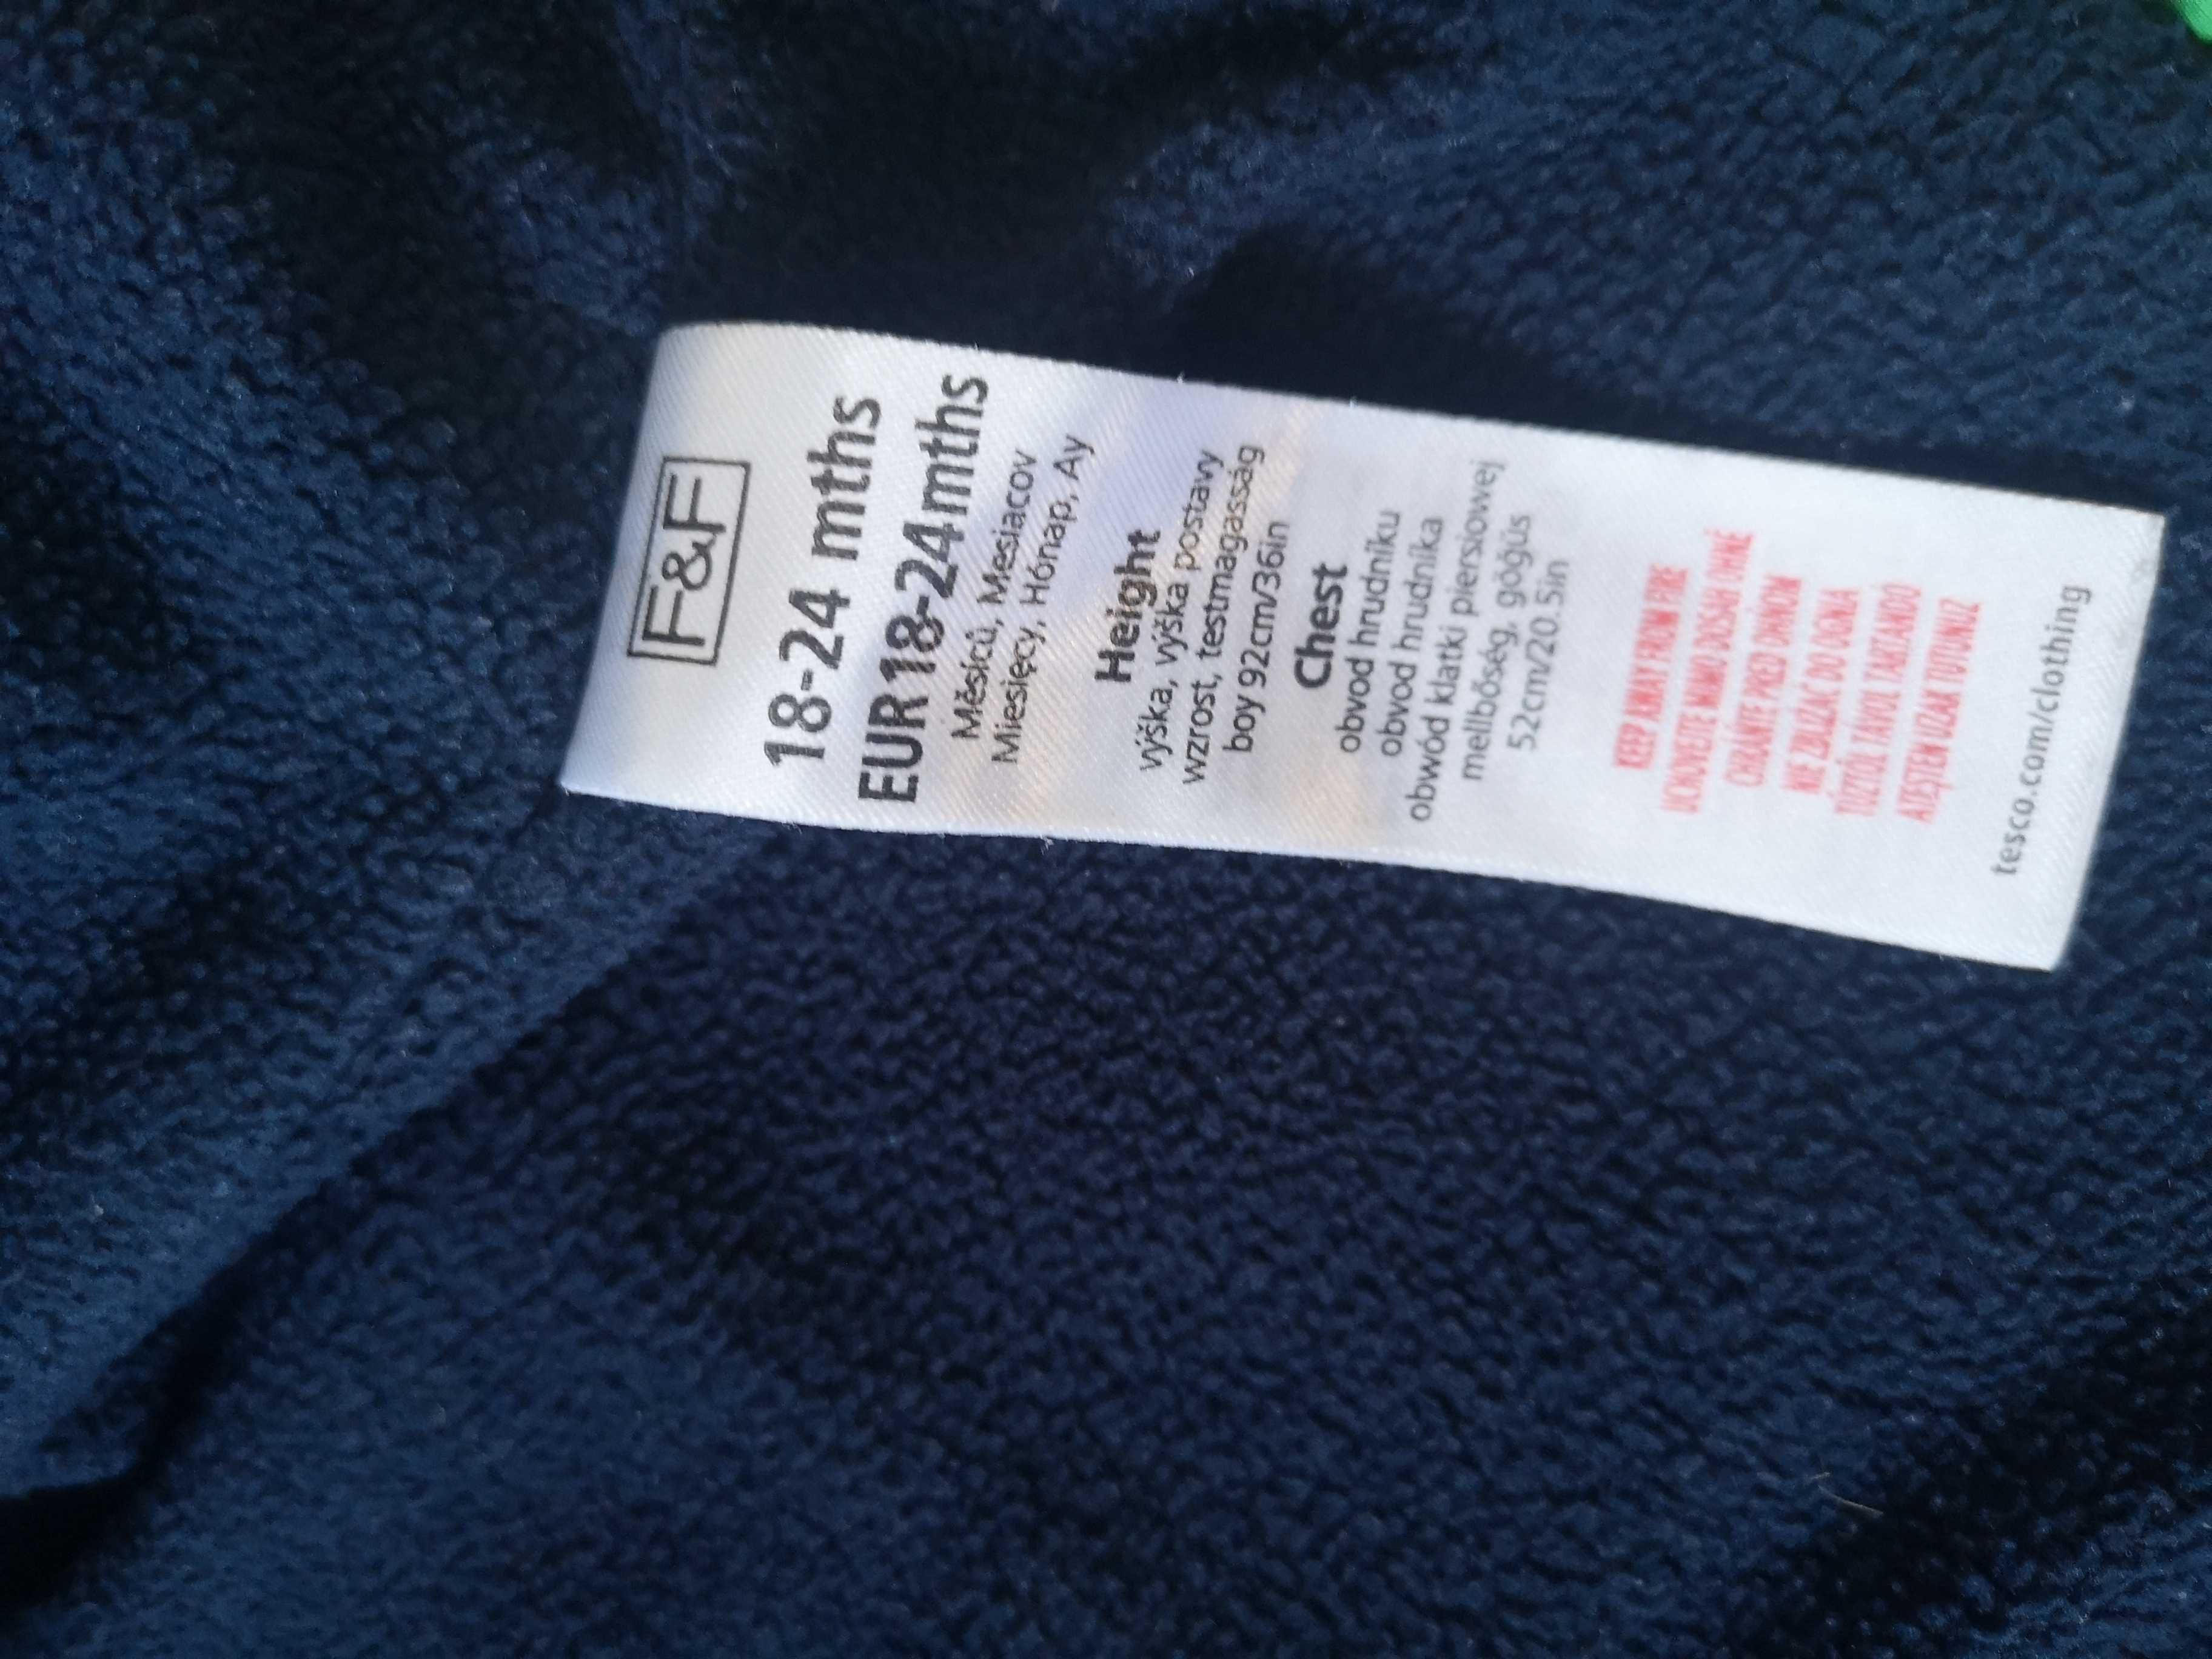 F&F
18-24 mths
EUR18-24mths
Měsíců, Mesiacov
Miesięcy, Hónap, Ay
Height
výška, výška postavy
wzrost, testmagasság
boy 92cm/36in
Chest
obvod hrudníku
obvod hrudníka
obwód klatki piersiowej
mellbőség, göğüs
52cm/20.5in
KEEP AWAY FROM FIRE
UCHOVEJTE MIMO DOSAH OHNĚ
CHRÁŇTE PRED OHŇOM
NIE ZBLIŻAĆ DO OGNIA
TŰZTŐL TÁVOL TARTANDÓ
ATEŞTEN UZAK TUTUNUZ
tesco.com/clothing